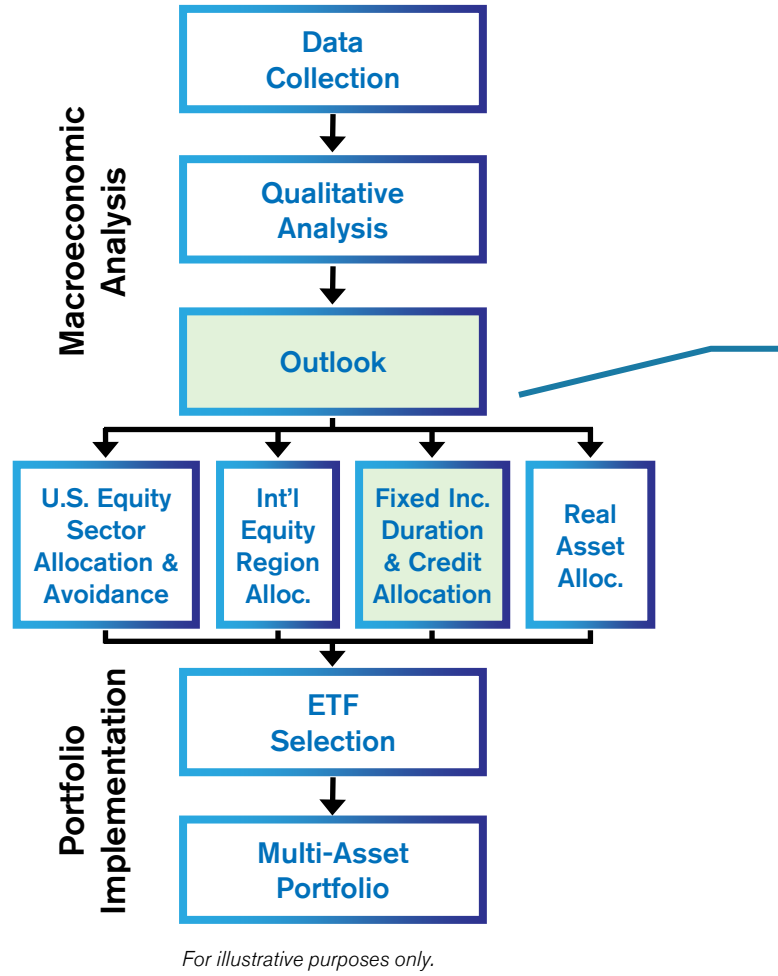 Macroeconomic
Analysis
Data
Collection
Qualitative
Analysis
Outlook
U.S. Equity
Sector
Allocation &
Avoidance
Int'l
Equity
Region
Alloc.
Fixed Inc.
Duration
& Credit
Allocation
Real
Asset
Alloc.
Portfolio
Implementation
ETF
Selection
Multi-Asset
Portfolio
For illustrative purposes only.